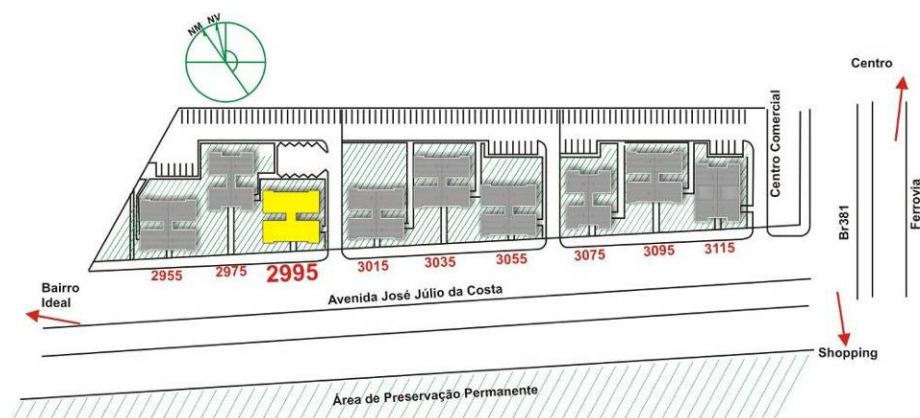 NM NV
Centro
Centro Comercial
Br381
Ferrovia
2955
2975
2995
3015
3035
3055
3075
3095
3115
Bairro
Ideal
Avenida José Júlio da Costa
Shopping
Área de Preservação Permanente